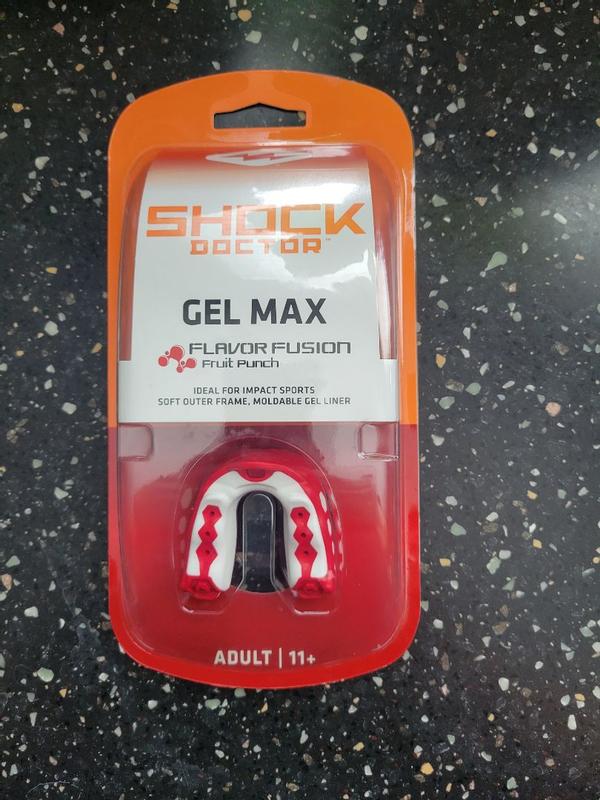 SHOCK
DOCTOR™
GEL MAX
FLAVOR FUSION
Fruit Punch
IDEAL FOR IMPACT SPORTS
SOFT OUTER FRAME, MOLDABLE GEL LINER
ADULT | 11+